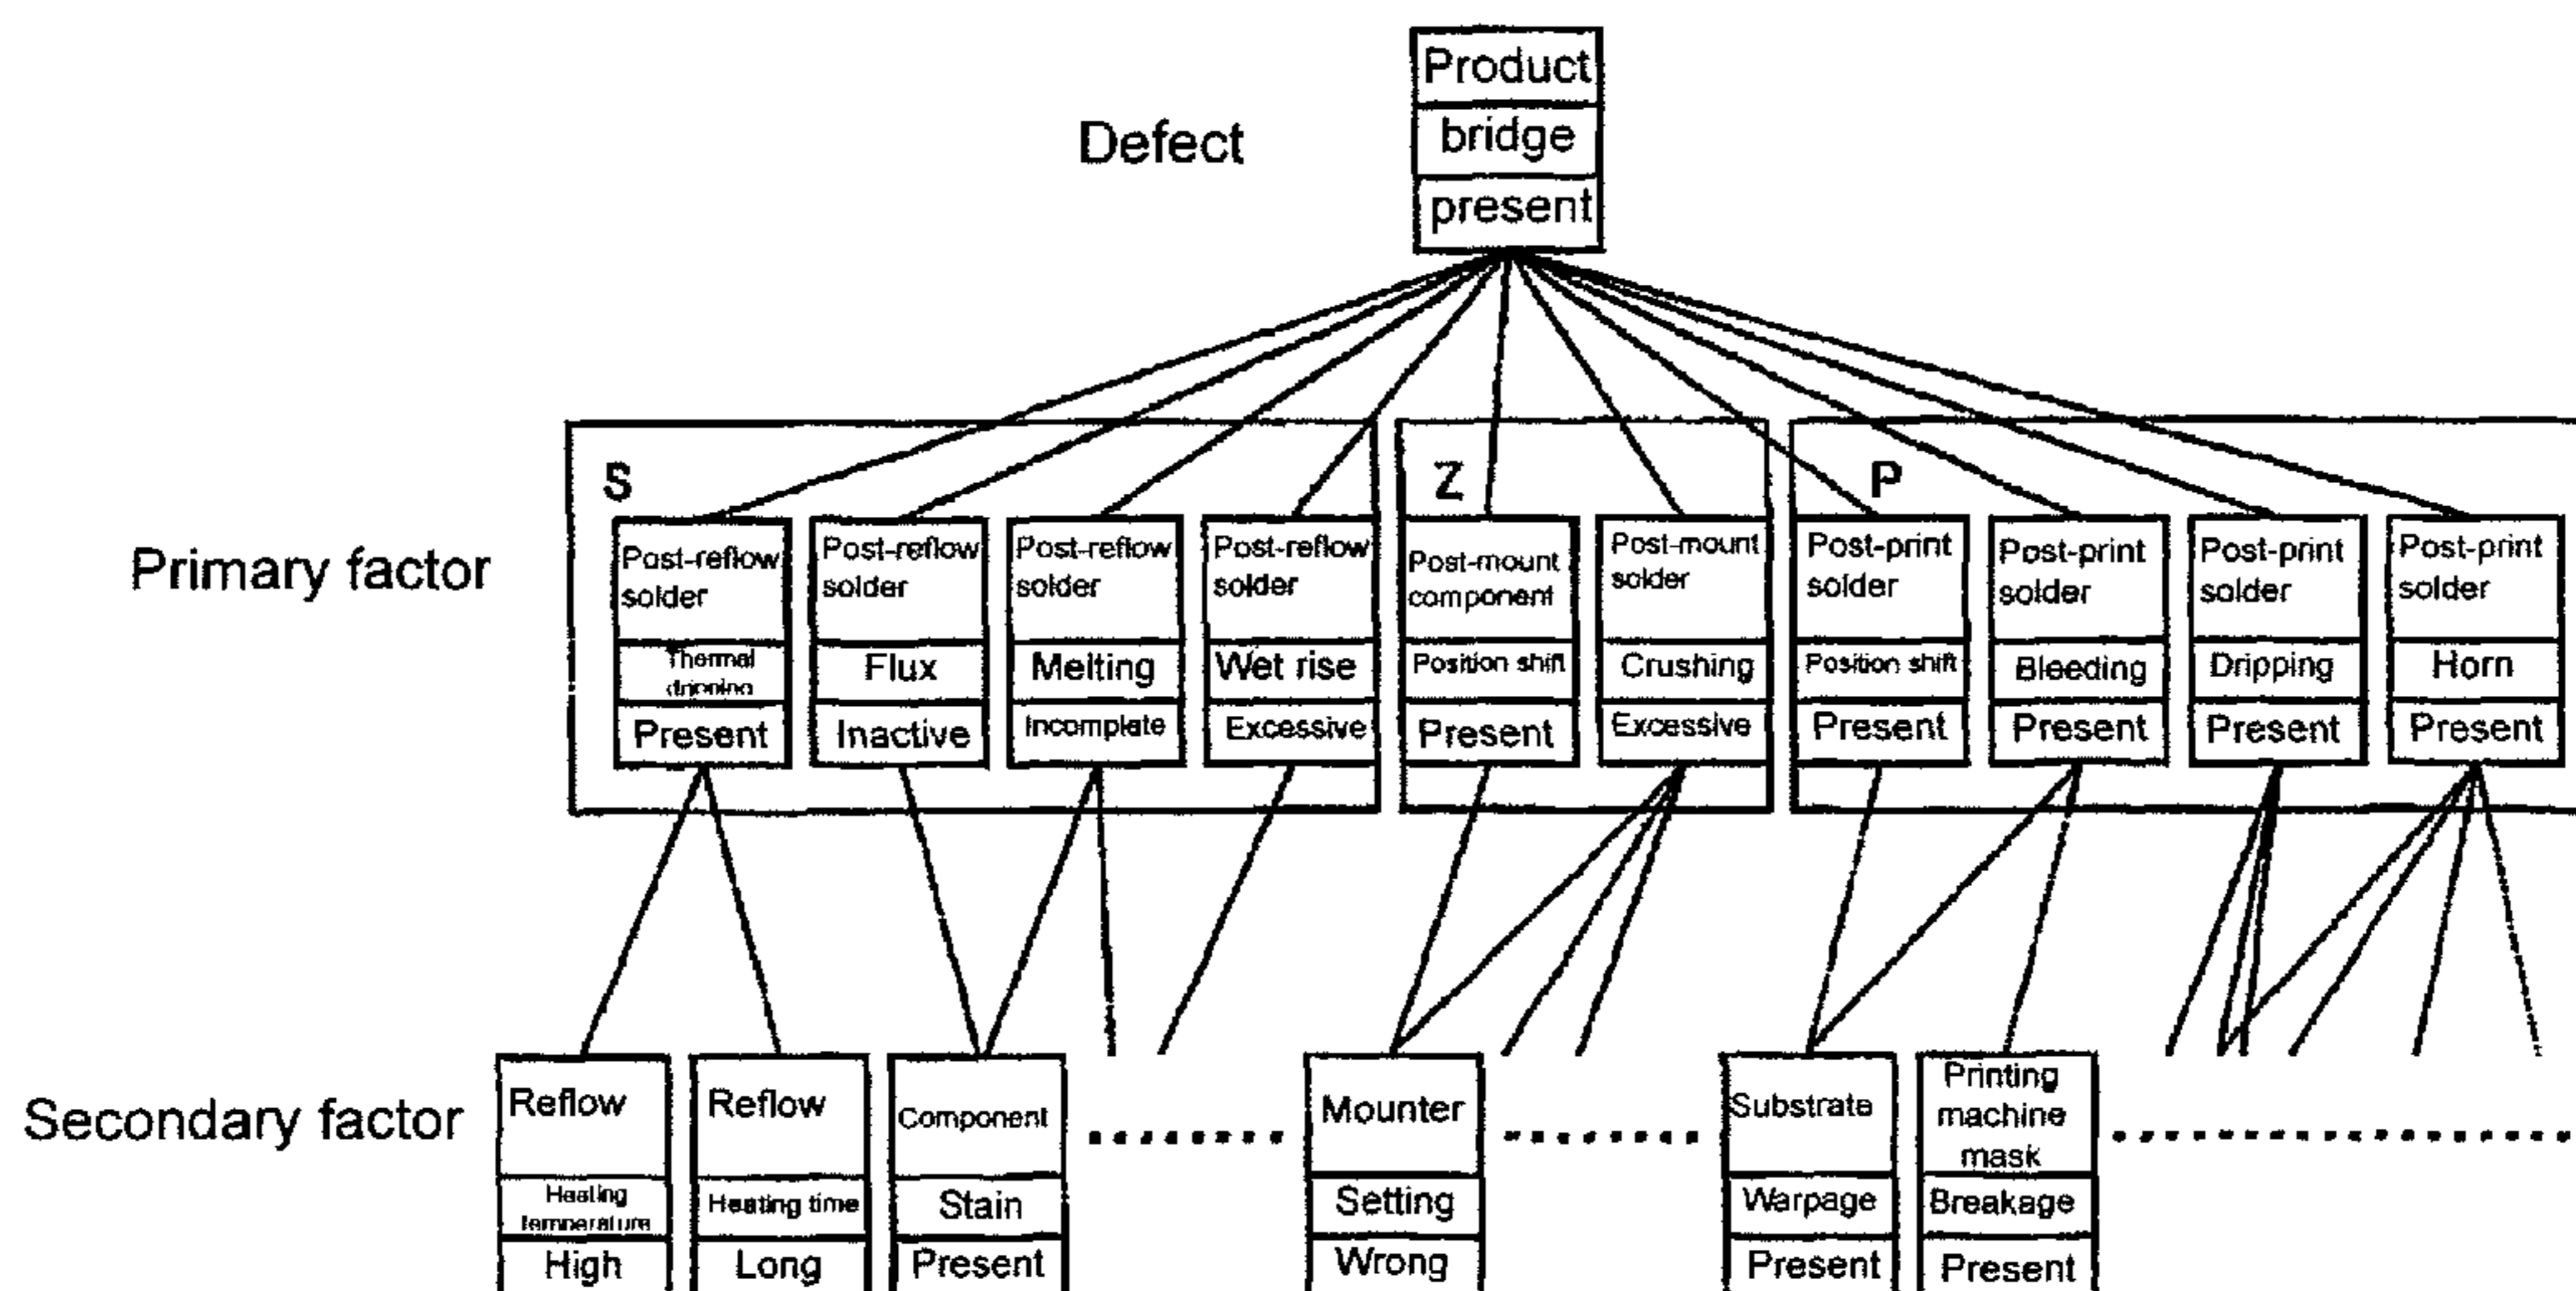 Product
bridge
present
Defect
S
Z
P
Primary factor
Post-reflow
solder
Thermal
dripping
Present
Post-reflow
solder
Flux
Inactive
Post-reflow
solder
Melting
Incomplete
Post-reflow
solder
Wet rise
Excessive
Post-mount
component
Position shift
Present
Post-mount
solder
Crushing
Excessive
Post-print
solder
Position shift
Present
Post-print
solder
Bleeding
Present
Post-print
solder
Dripping
Present
Post-print
solder
Horn
Present
Secondary factor
Reflow
Heating
temperature
High
Reflow
Heating time
Long
Component
Stain
Present
Mounter
Setting
Wrong
Substrate
Warpage
Present
Printing
machine
mask
Breakage
Present